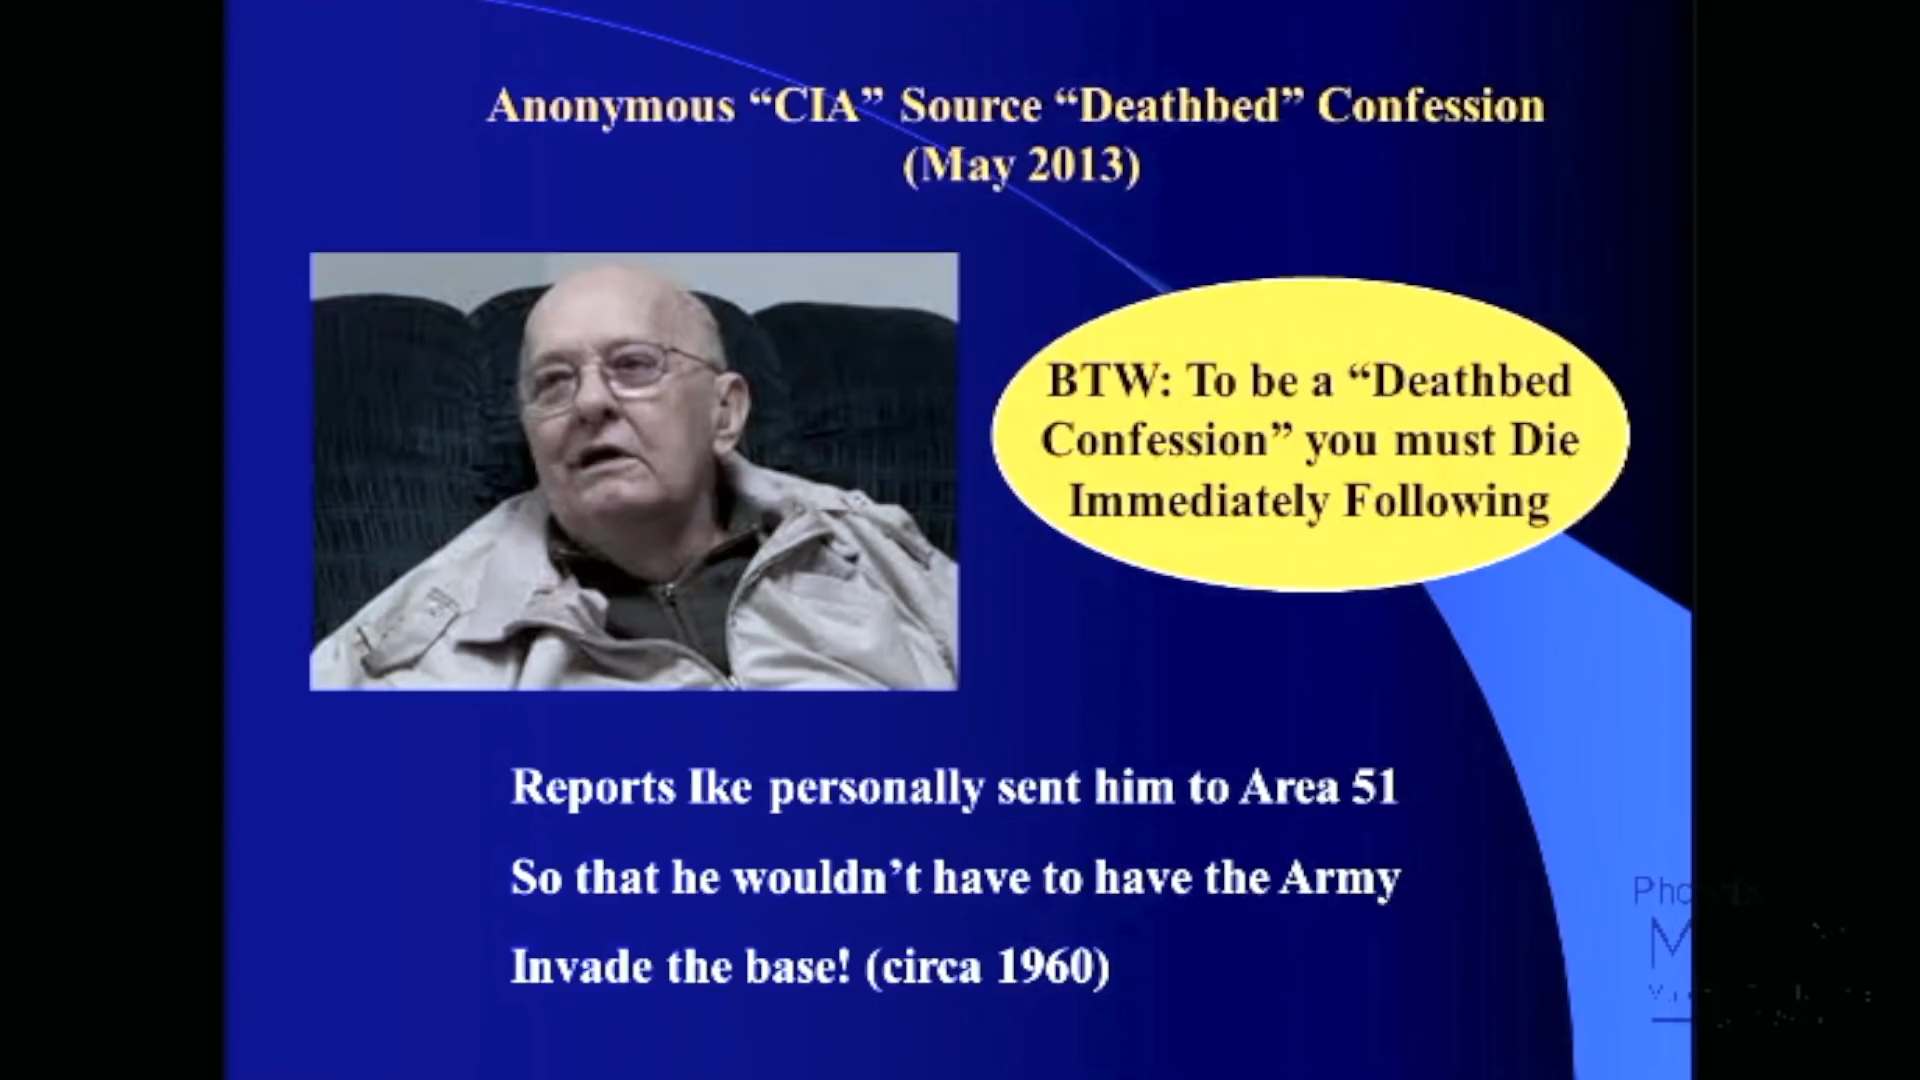 Anonymous “CIA” Source “Deathbed” Confession
(May 2013)
BTW: To be a “Deathbed
Confession” you must Die
Immediately Following
Reports Ike personally sent him to Area 51
So that he wouldn’t have to have the Army
Invade the base! (circa 1960)